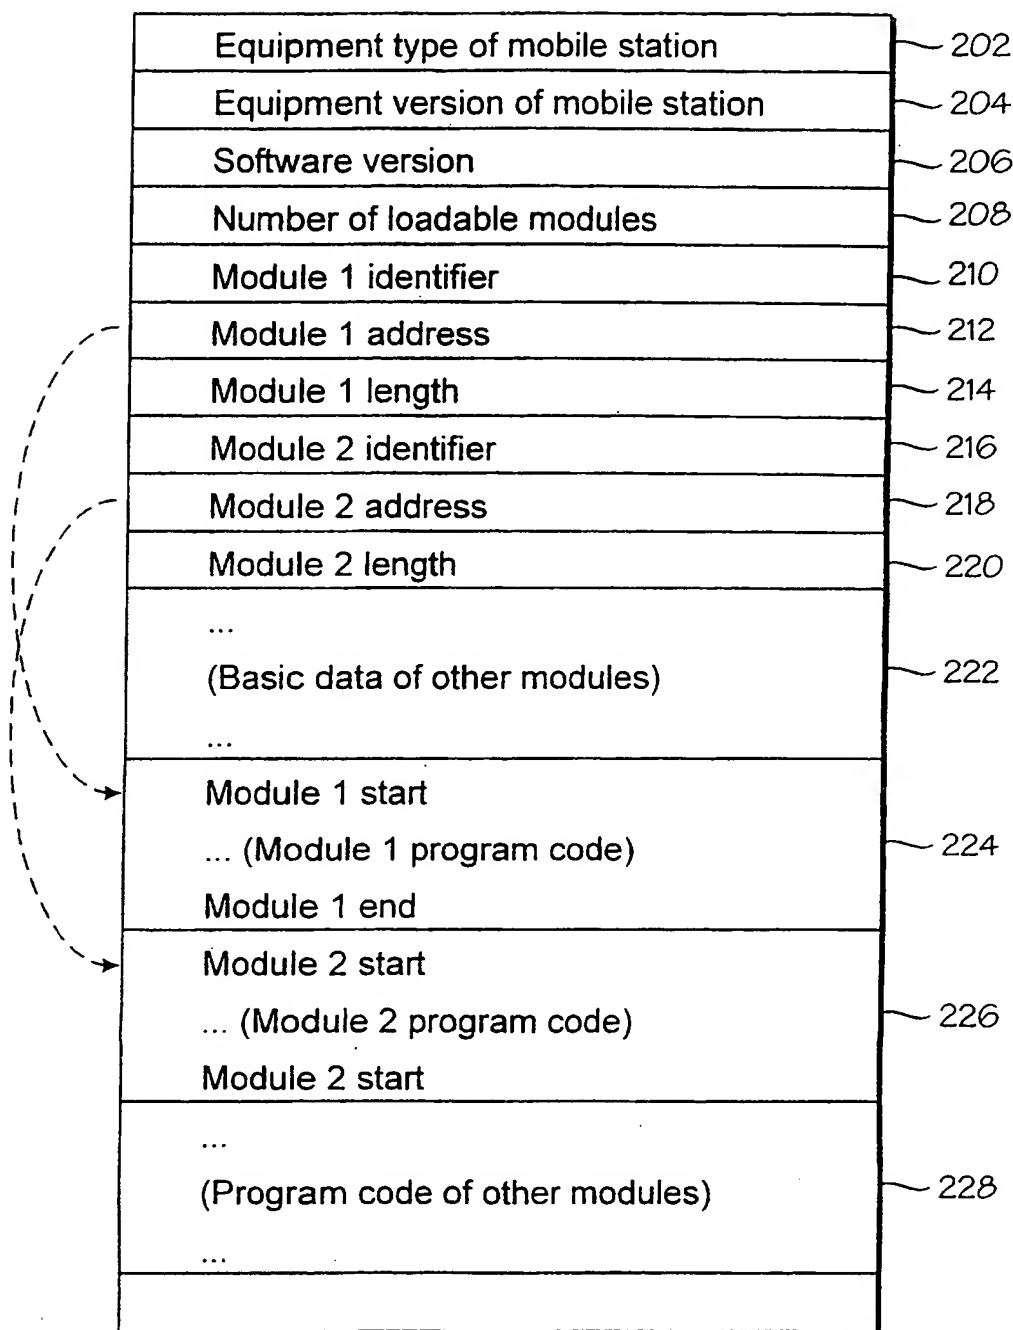 Equipment type of mobile station 202
Equipment version of mobile station 204
Software version 206
Number of loadable modules 208
Module 1 identifier 210
Module 1 address 212
Module 1 length 214
Module 2 identifier 216
Module 2 address 218
Module 2 length 220
...
(Basic data of other modules) 222
...
Module 1 start
... (Module 1 program code) 224
Module 1 end
Module 2 start
... (Module 2 program code) 226
Module 2 start
...
(Program code of other modules) 228
...